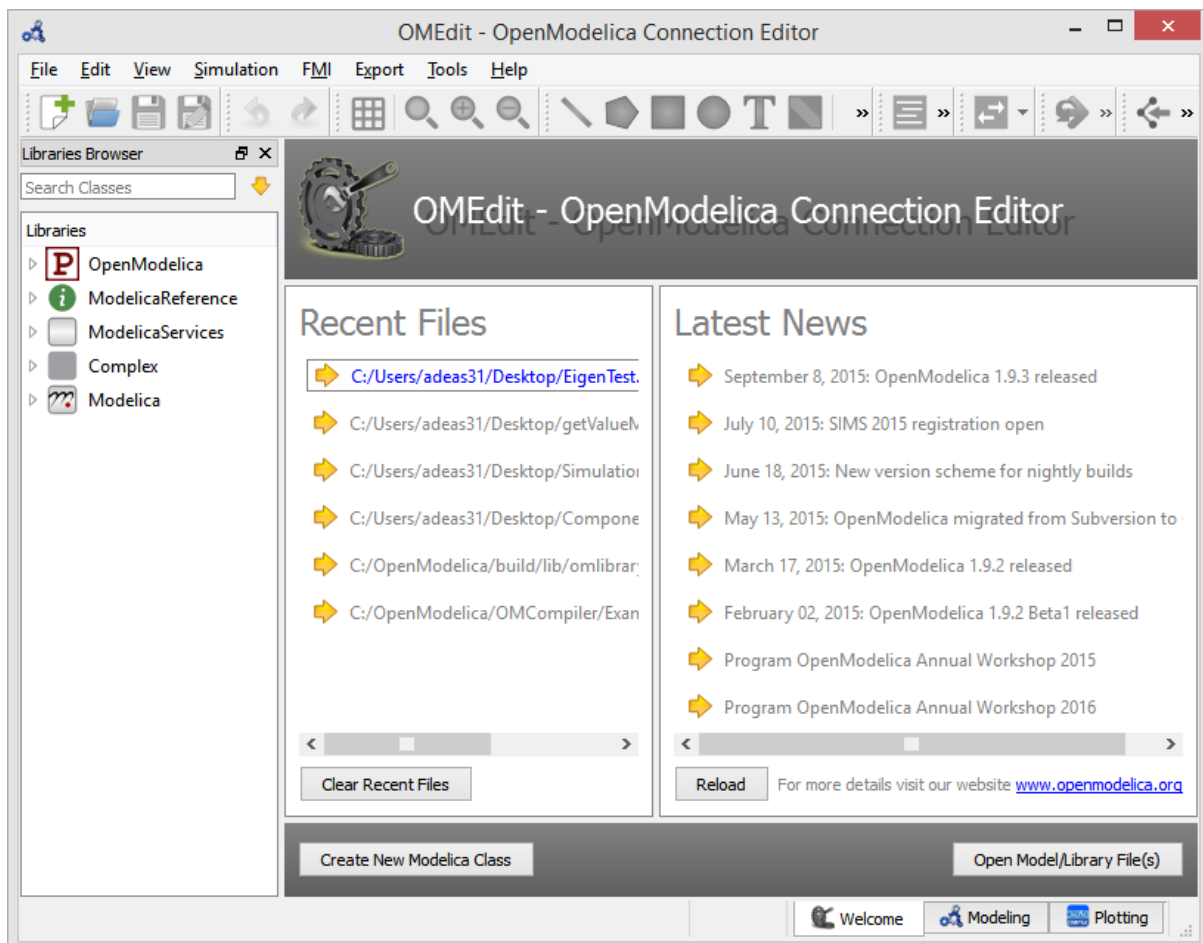 OMEdit - OpenModelica Connection Editor
File Edit View Simulation FMI Export Tools Help
Libraries Browser
Search Classes
Libraries
OpenModelica
ModelicaReference
ModelicaServices
Complex
Modelica
OMEdit - OpenModelica Connection Editor
Recent Files
C:/Users/adeas31/Desktop/EigenTest.
C:/Users/adeas31/Desktop/getValueM
C:/Users/adeas31/Desktop/Simulation
C:/Users/adeas31/Desktop/Compone
C:/OpenModelica/build/lib/omlibrary
C:/OpenModelica/OMCompiler/Exam
Clear Recent Files
Latest News
September 8, 2015: OpenModelica 1.9.3 released
July 10, 2015: SIMS 2015 registration open
June 18, 2015: New version scheme for nightly builds
May 13, 2015: OpenModelica migrated from Subversion to
March 17, 2015: OpenModelica 1.9.2 released
February 02, 2015: OpenModelica 1.9.2 Beta1 released
Program OpenModelica Annual Workshop 2015
Program OpenModelica Annual Workshop 2016
Reload For more details visit our website www.openmodelica.org
Create New Modelica Class
Open Model/Library File(s)
Welcome Modeling Plotting